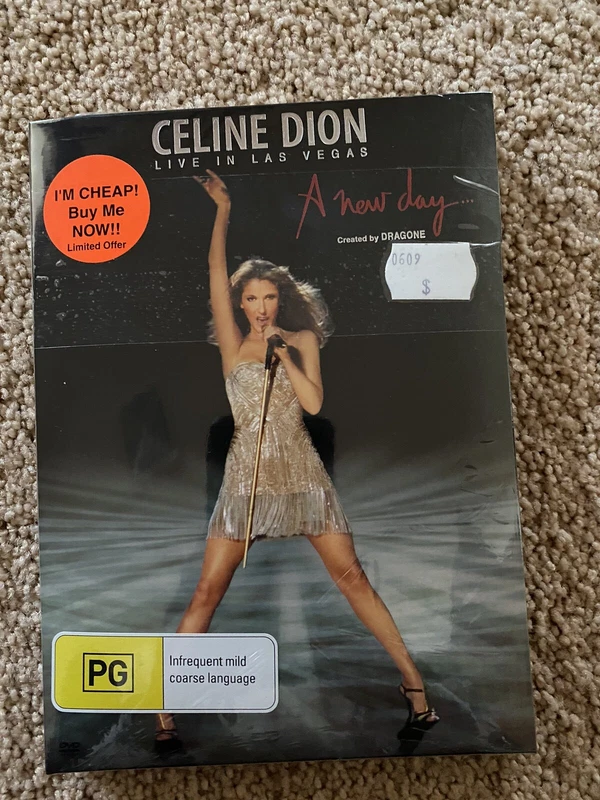 CELINE DION
LIVE IN LAS VEGAS
A new day...
Created by DRAGONE
I'M CHEAP!
Buy Me
NOW!!
Limited Offer
0609
$
PG
Infrequent mild
coarse language
DVD